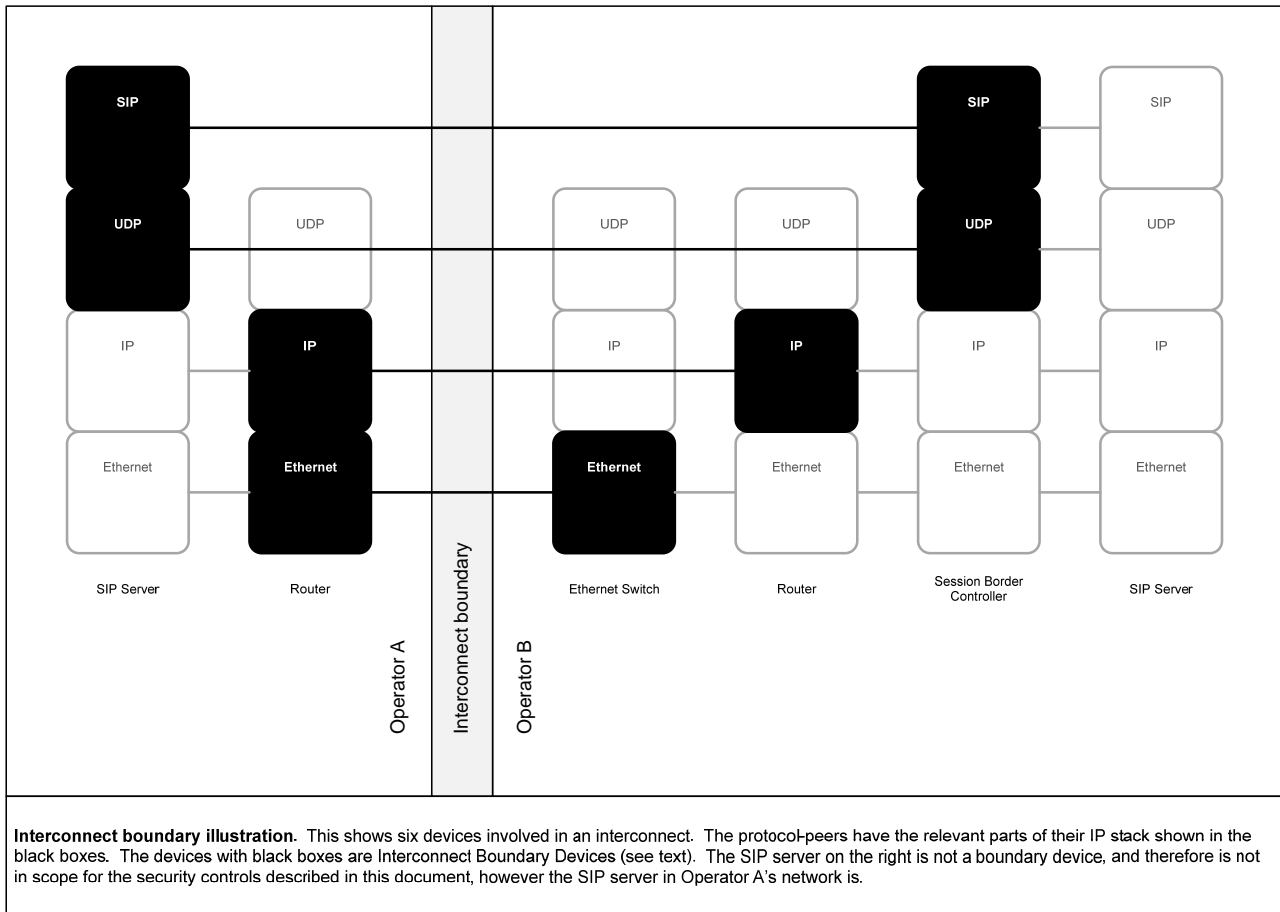 SIP
SIP
SIP
UDP
UDP
UDP
UDP
UDP
UDP
IP
IP
IP
IP
IP
IP
Ethernet
Ethernet
Ethernet
Ethernet
Ethernet
Ethernet
SIP Server
Router
Ethernet Switch
Router
Session Border
Controller
SIP Server
Operator A
Interconnect boundary
Operator B
Interconnect boundary illustration. This shows six devices involved in an interconnect. The protocol-peers have the relevant parts of their IP stack shown in the
black boxes. The devices with black boxes are Interconnect Boundary Devices (see text). The SIP server on the right is not a boundary device, and therefore is not
in scope for the security controls described in this document, however the SIP server in Operator A's network is.